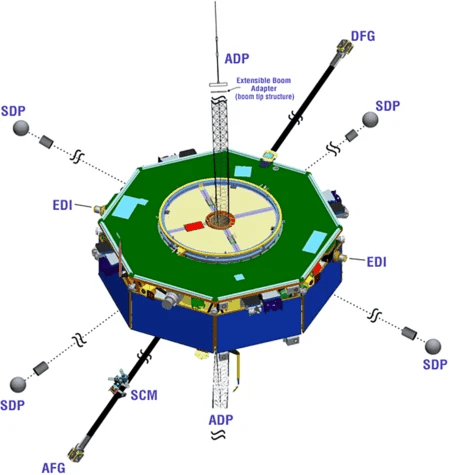 DFG
ADP
Extensible Boom
Adapter
(boom tip structure)
SDP
SDP
EDI
EDI
SDP
SCM
SDP
ADP
AFG